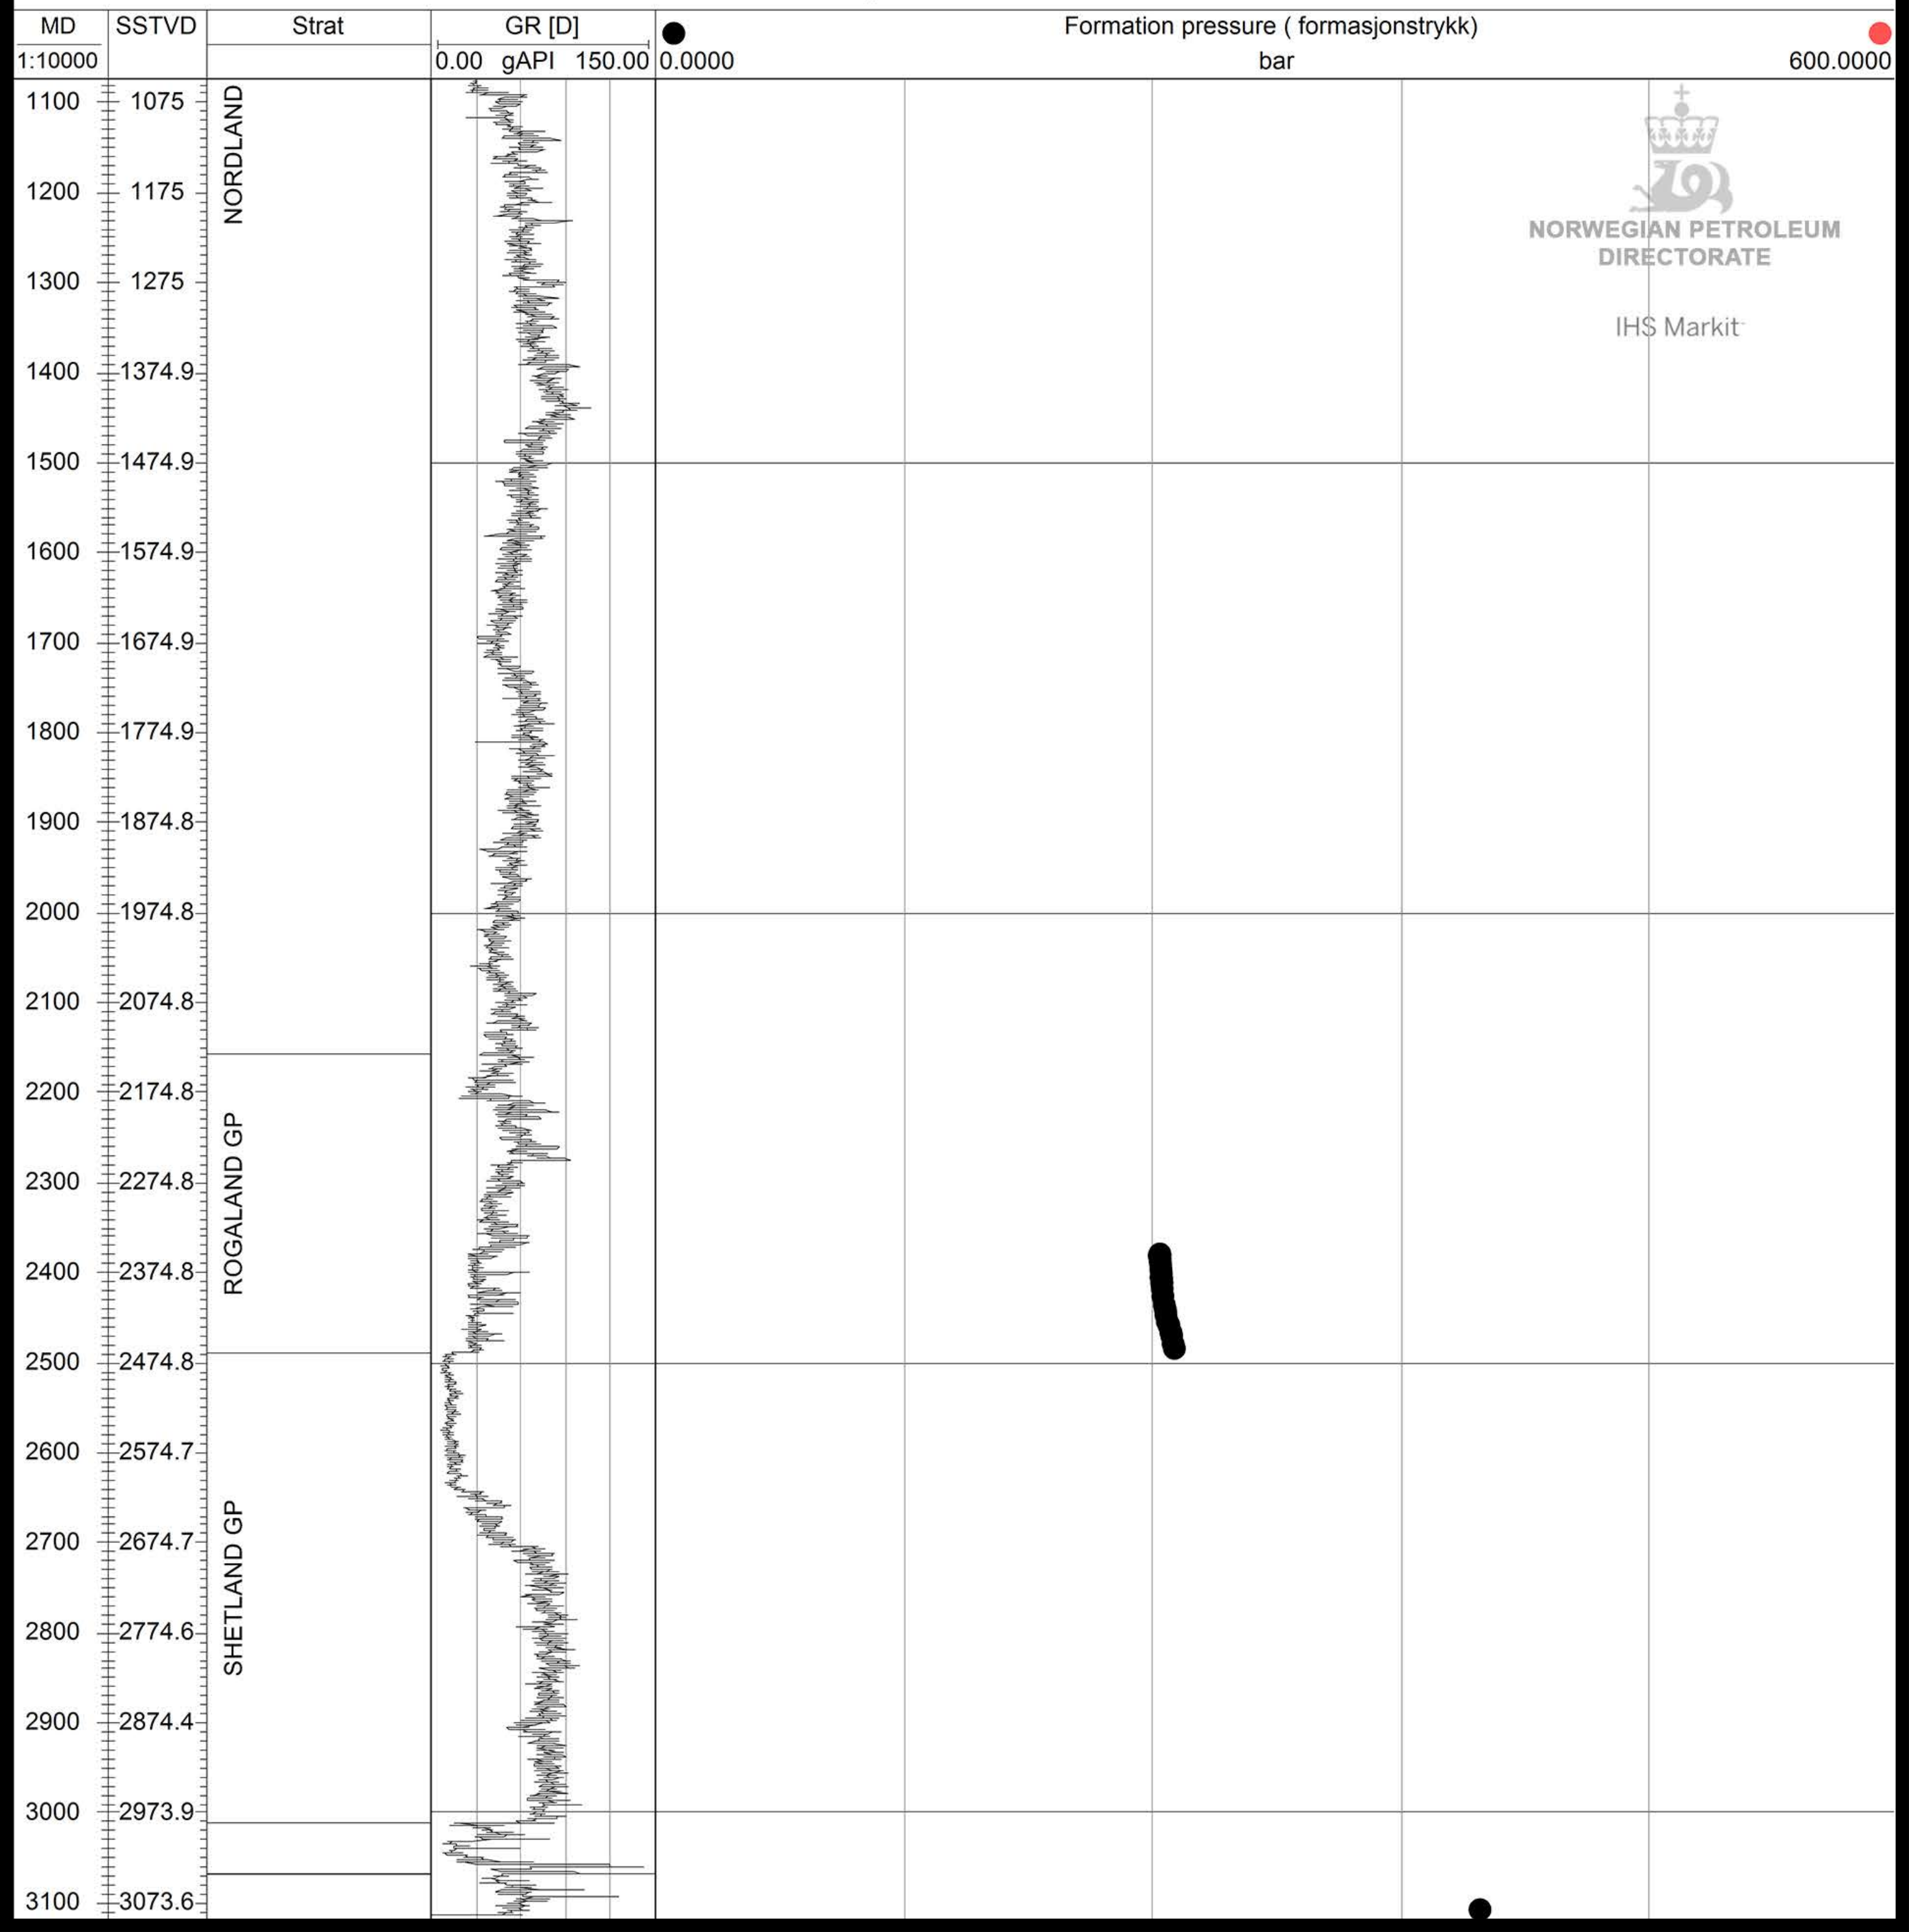 MD SSTVD Strat GR [D] Formation pressure ( formasjonstrykk)
1:10000 0.00 gAPI 150.00 0.0000 bar 600.0000
NORDLAND
1100 1075
1200 1175
NORWEGIAN PETROLEUM
DIRECTORATE
1300 1275
IHS Markit
1400 1374.9
1500 1474.9
1600 1574.9
1700 1674.9
1800 1774.9
1900 1874.8
2000 1974.8
2100 2074.8
2200 2174.8
ROGALAND GP
2300 2274.8
2400 2374.8
2500 2474.8
2600 2574.7
SHETLAND GP
2700 2674.7
2800 2774.6
2900 2874.4
3000 2973.9
3100 3073.6